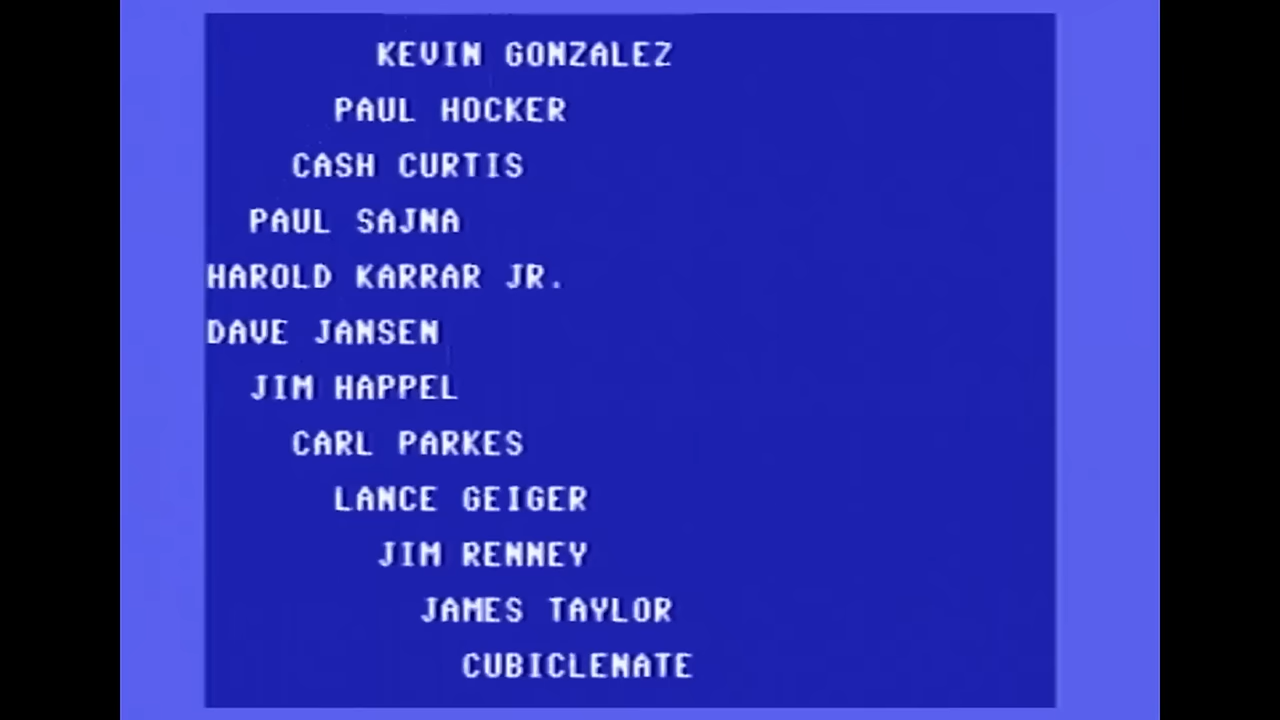 KEVIN GONZALEZ
PAUL HOCKER
CASH CURTIS
PAUL SAJNA
HAROLD KARRAR JR.
DAVE JANSEN
JIM HAPPEL
CARL PARKES
LANCE GEIGER
JIM RENNEY
JAMES TAYLOR
CUBICLENATE